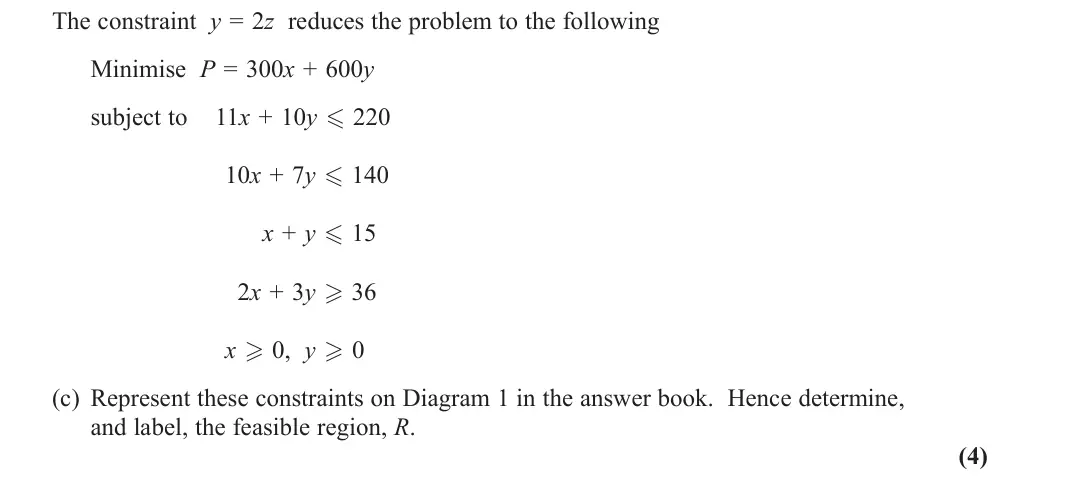 The constraint y = 2z reduces the problem to the following
Minimise P = 300x + 600y
subject to 11x + 10y ⩽ 220
10x + 7y ⩽ 140
x + y ⩽ 15
2x + 3y ⩾ 36
x ⩾ 0, y ⩾ 0
(c) Represent these constraints on Diagram 1 in the answer book. Hence determine,
and label, the feasible region, R.
(4)